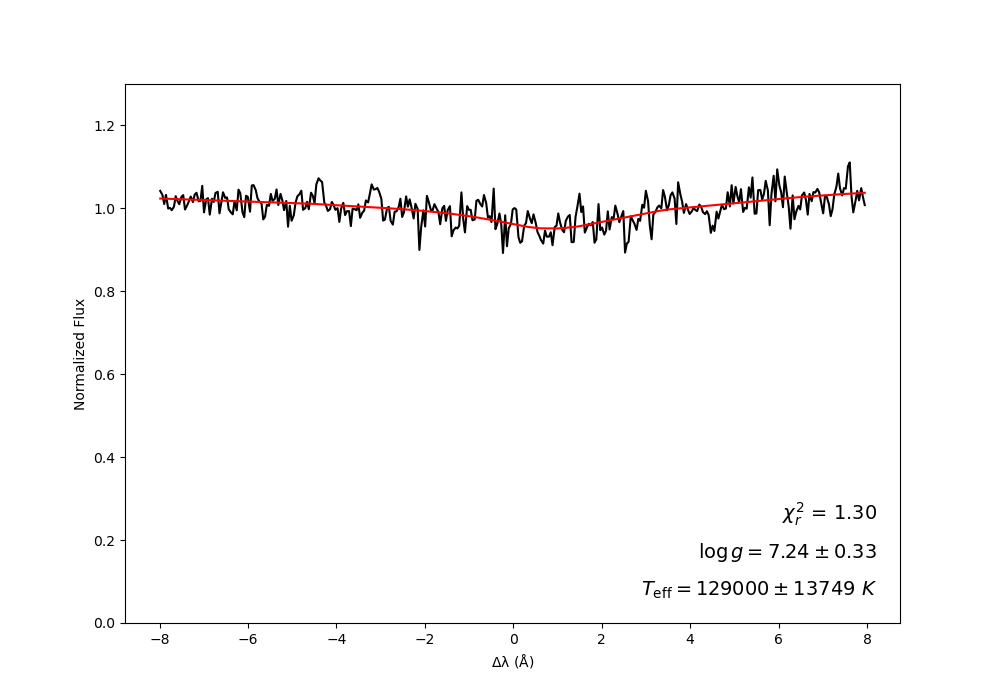 1.2
1.0
0.8
0.6
0.4
0.2
0.0
Normalized Flux
χ²ᵣ = 1.30
log g = 7.24 ± 0.33
T_eff = 129000 ± 13749 K
−8 −6 −4 −2 0 2 4 6 8
Δλ (Å)